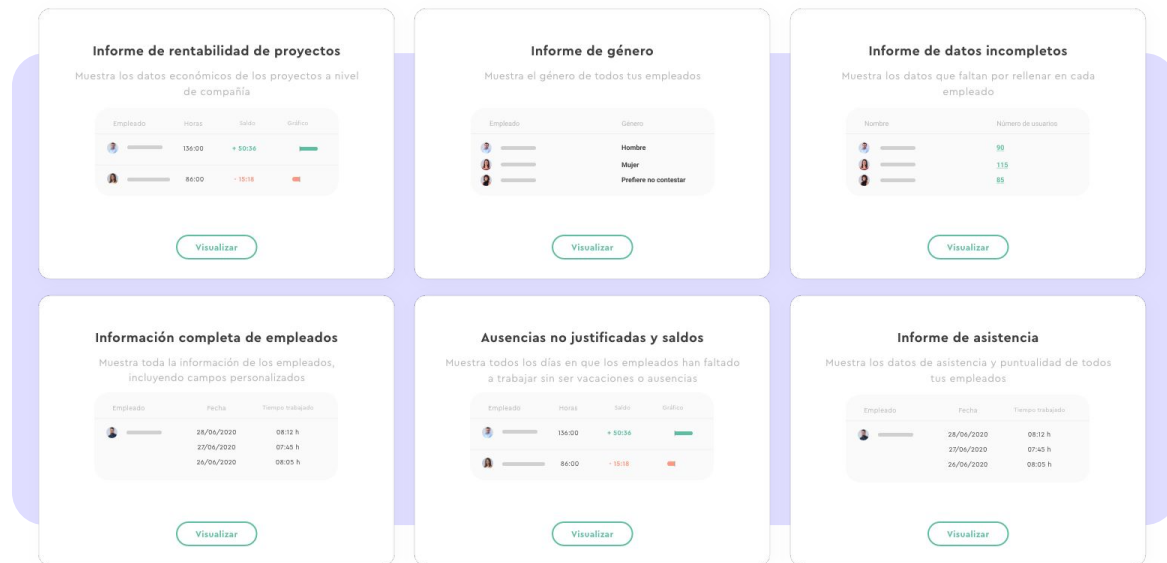 Informe de rentabilidad de proyectos
Muestra los datos económicos de los proyectos a nivel
de compañía
Empleado Horas Saldo Gráfico
136:00 + 50:36
86:00 - 15:18
Visualizar
Informe de género
Muestra el género de todos tus empleados
Empleado Género
Hombre
Mujer
Prefiere no contestar
Visualizar
Informe de datos incompletos
Muestra los datos que faltan por rellenar en cada
empleado
Nombre Número de usuarios
90
115
85
Visualizar
Información completa de empleados
Muestra toda la información de los empleados,
incluyendo campos personalizados
Empleado Fecha Tiempo trabajado
28/06/2020 08:12 h
27/06/2020 07:45 h
26/06/2020 08:05 h
Visualizar
Ausencias no justificadas y saldos
Muestra todos los días en que los empleados han faltado
a trabajar sin ser vacaciones o ausencias
Empleado Horas Saldo Gráfico
136:00 + 50:36
86:00 - 15:18
Visualizar
Informe de asistencia
Muestra los datos de asistencia y puntualidad de todos
tus empleados
Empleado Fecha Tiempo trabajado
28/06/2020 08:12 h
27/06/2020 07:45 h
26/06/2020 08:05 h
Visualizar